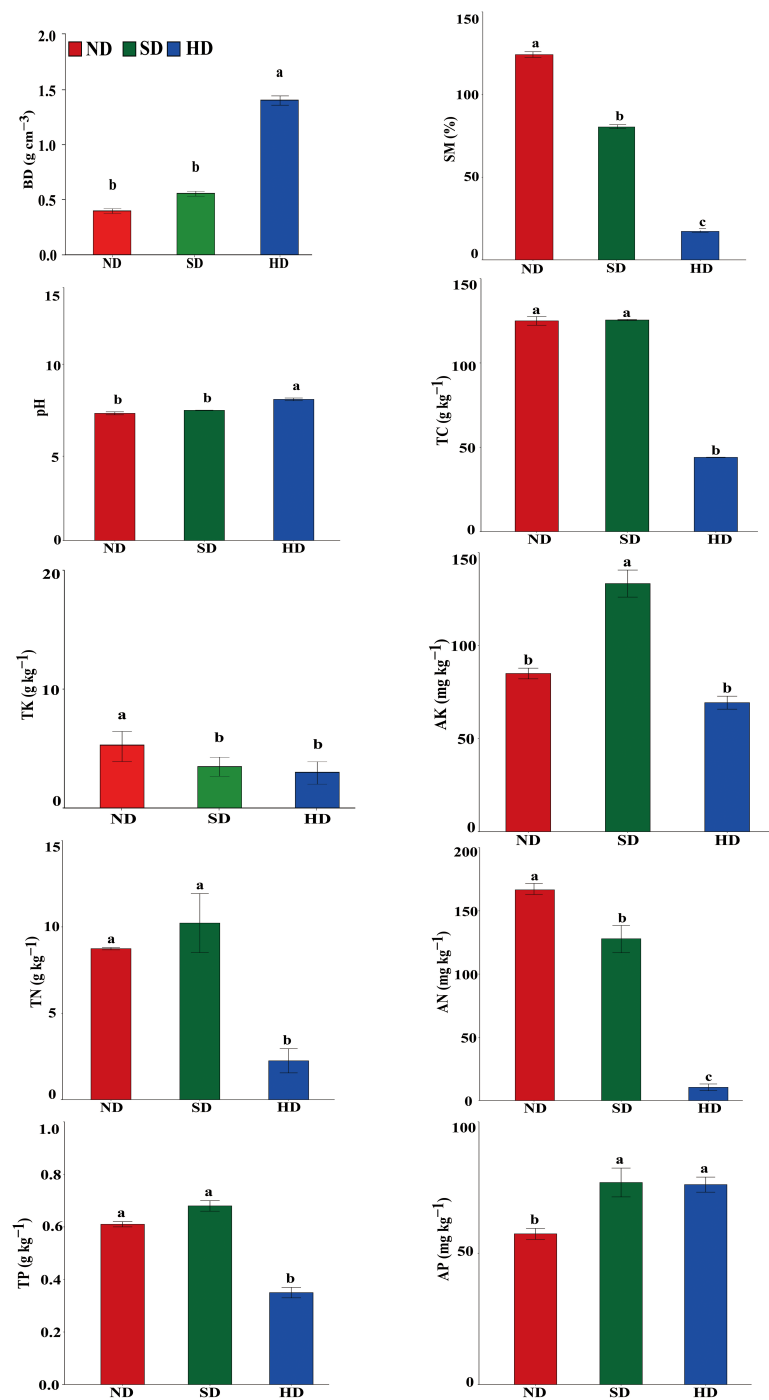 2.0
1.5
1.0
0.5
0.0
BD (g cm−3)
ND SD HD
b
b
a
ND SD HD
150
100
50
0
SM (%)
a
b
c
ND SD HD
15
10
5
0
pH
b
b
a
ND SD HD
150
100
50
0
TC (g kg−1)
a
a
b
ND SD HD
20
10
0
TK (g kg−1)
a
b
b
ND SD HD
150
100
50
0
AK (mg kg−1)
b
a
b
ND SD HD
15
10
5
0
TN (g kg−1)
a
a
b
ND SD HD
200
150
100
50
0
AN (mg kg−1)
a
b
c
ND SD HD
1.0
0.8
0.6
0.4
0.2
0.0
TP (g kg−1)
a
a
b
ND SD HD
100
50
0
AP (mg kg−1)
b
a
a
ND SD HD